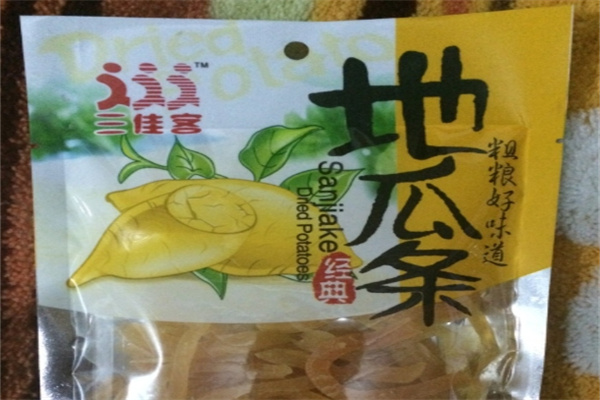 Dried
Potato
TM
三佳客
地瓜条
粗粮好味道
Sanjiake
Dried Potatoes
经典